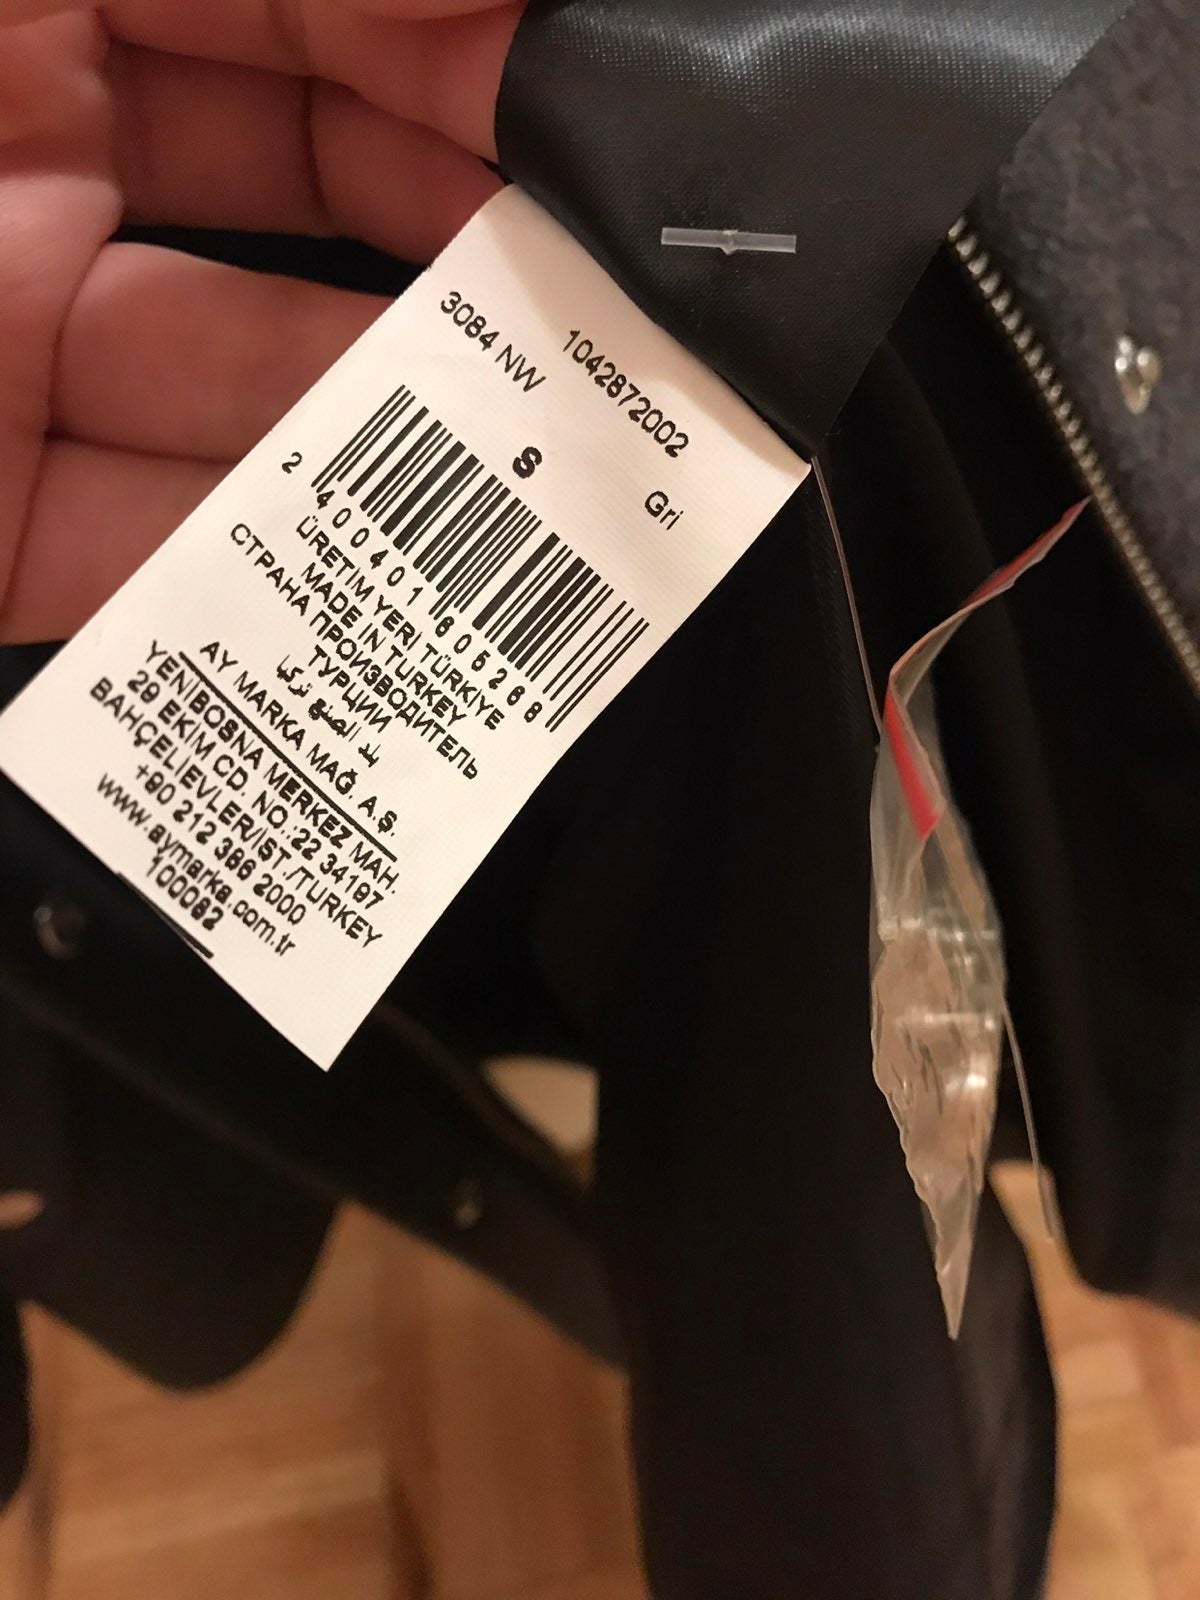 3084 NW
1042872002
S
Gri
2 400401 605268
ÜRETİM YERİ TÜRKİYE
MADE IN TURKEY
СТРАНА ПРОИЗВОДИТЕЛЬ
ТУРЦИИ
بلد الصنع تركيا
AY MARKA MAĞ. A.Ş.
YENİBOSNA MERKEZ MAH.
29 EKİM CD. NO.:22 34197
BAHÇELİEVLER/İST./TURKEY
+90 212 386 2000
www.aymarka.com.tr
100082